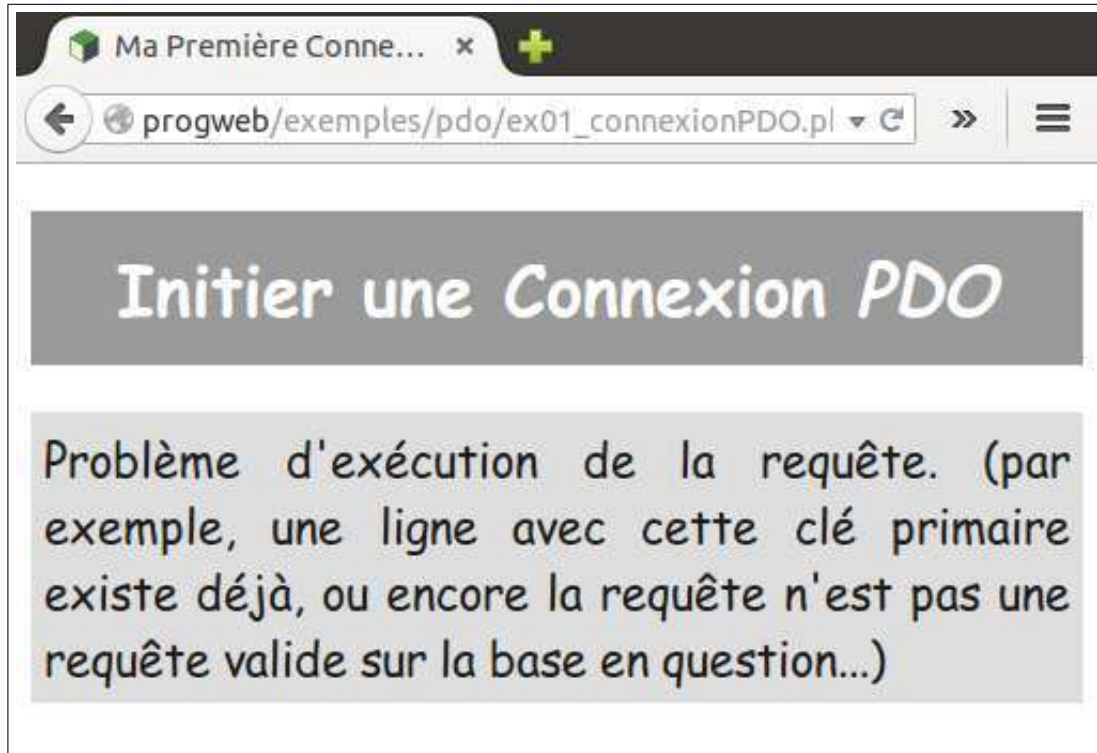 Ma Première Conne...
progweb/exemples/pdo/ex01_connexionPDO.pl
Initier une Connexion PDO
Problème d'exécution de la requête. (par
exemple, une ligne avec cette clé primaire
existe déjà, ou encore la requête n'est pas une
requête valide sur la base en question...)